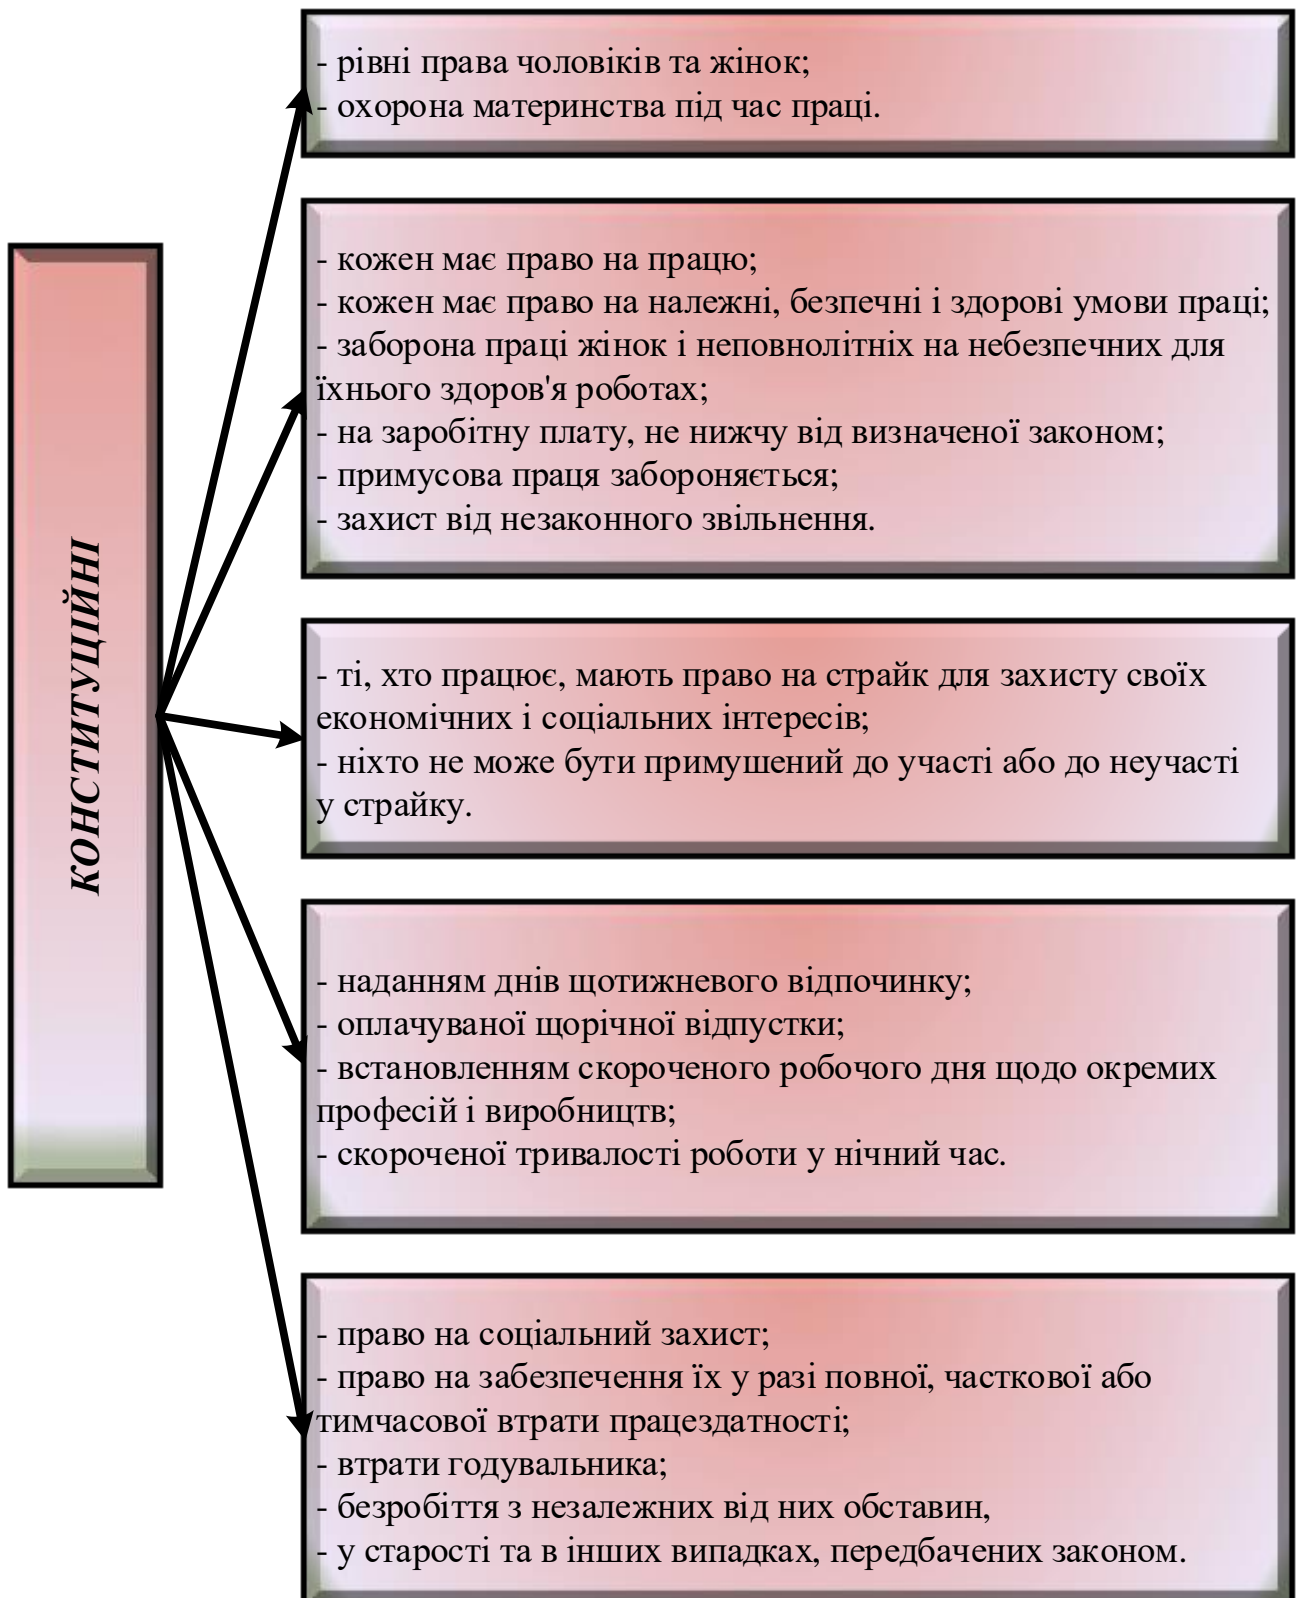 КОНСТИТУЦІЙНІ
- рівні права чоловіків та жінок;
- охорона материнства під час праці.
- кожен має право на працю;
- кожен має право на належні, безпечні і здорові умови праці;
- заборона праці жінок і неповнолітніх на небезпечних для
їхнього здоров'я роботах;
- на заробітну плату, не нижчу від визначеної законом;
- примусова праця забороняється;
- захист від незаконного звільнення.
- ті, хто працює, мають право на страйк для захисту своїх
економічних і соціальних інтересів;
- ніхто не може бути примушений до участі або до неучасті
у страйку.
- наданням днів щотижневого відпочинку;
- оплачуваної щорічної відпустки;
- встановленням скороченого робочого дня щодо окремих
професій і виробництв;
- скороченої тривалості роботи у нічний час.
- право на соціальний захист;
- право на забезпечення їх у разі повної, часткової або
тимчасової втрати працездатності;
- втрати годувальника;
- безробіття з незалежних від них обставин,
- у старості та в інших випадках, передбачених законом.